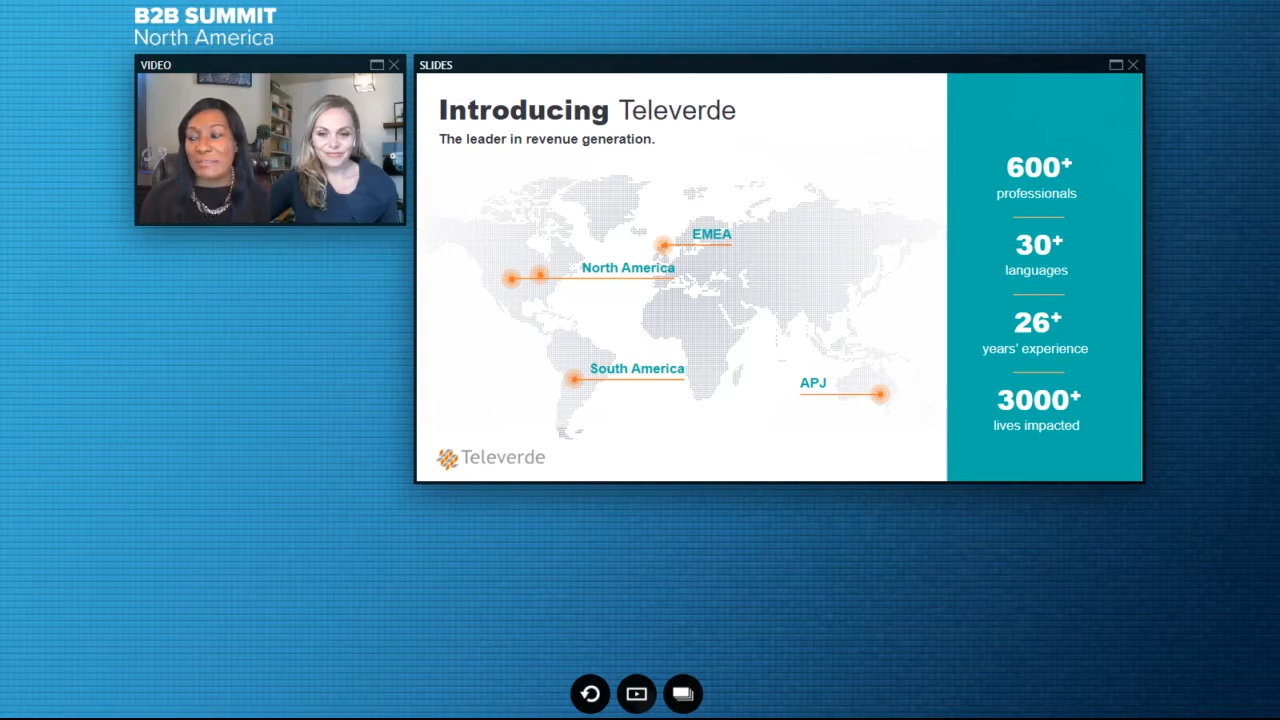 B2B SUMMIT
North America
VIDEO
SLIDES
Introducing Televerde
The leader in revenue generation.
EMEA
North America
South America
APJ
Televerde
600+
professionals
30+
languages
26+
years' experience
3000+
lives impacted